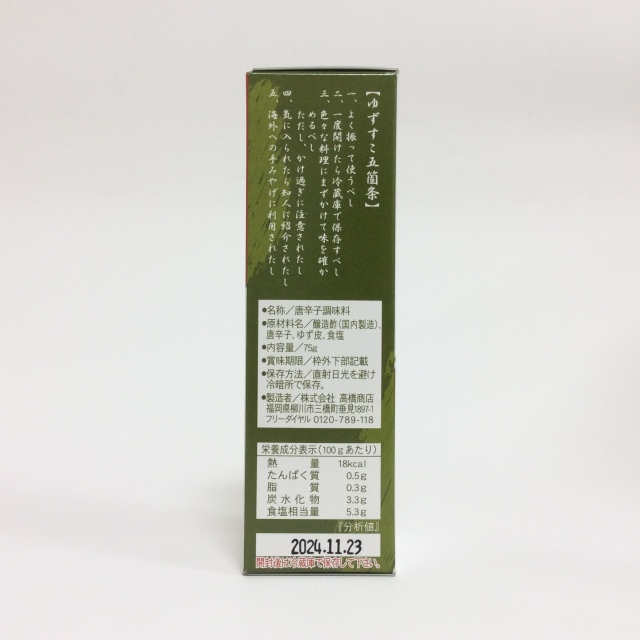 【ゆずすこ五箇条】
一、よく振って使うべし
二、一度開けたら冷蔵庫で保存すべし
三、色々な料理にまずかけて味を確か
めるべし
ただし、かけ過ぎに注意されたし
四、気に入られたら知人に紹介されたし
五、海外への手みやげに利用されたし
●名称／唐辛子調味料
●原材料名／醸造酢(国内製造)、
唐辛子、ゆず皮、食塩
●内容量／75g
●賞味期限／枠外下部記載
●保存方法／直射日光を避け
冷暗所で保存。
●製造者／株式会社 髙橋商店
福岡県柳川市三橋町垂見1897-1
フリーダイヤル 0120-789-118
栄養成分表示(100gあたり)
熱量 18kcal
たんぱく質 0.5g
脂質 0.3g
炭水化物 3.3g
食塩相当量 5.3g
『分析値』
2024.11.23
開封後は冷蔵庫で保存して下さい。